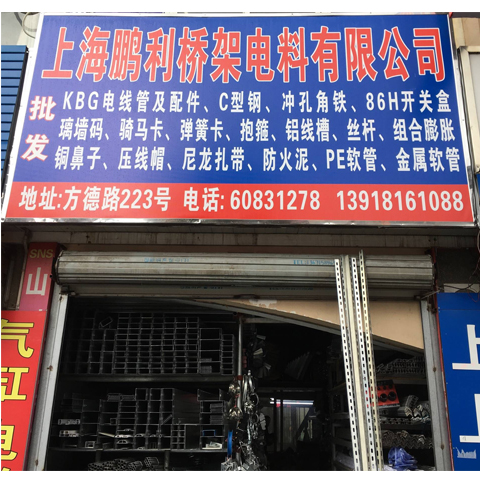 上海鹏利桥架电料有限公司
批发
KBG电线管及配件、C型钢、冲孔角铁、86H开关盒
璃墙码、骑马卡、弹簧卡、抱箍、铝线槽、丝杆、组合膨胀
铜鼻子、压线帽、尼龙扎带、防火泥、PE软管、金属软管
地址:方德路223号 电话: 60831278 13918161088
SNS
山
气缸
上